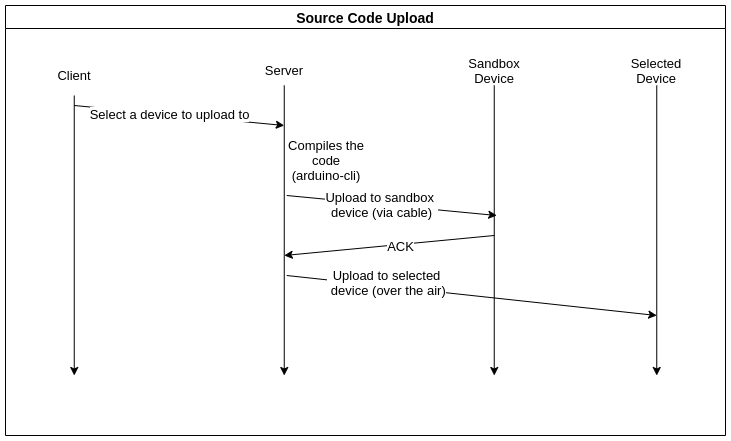 Source Code Upload
Client
Server
Sandbox
Device
Selected
Device
Select a device to upload to
Compiles the
code
(arduino-cli)
Upload to sandbox
device (via cable)
ACK
Upload to selected
device (over the air)